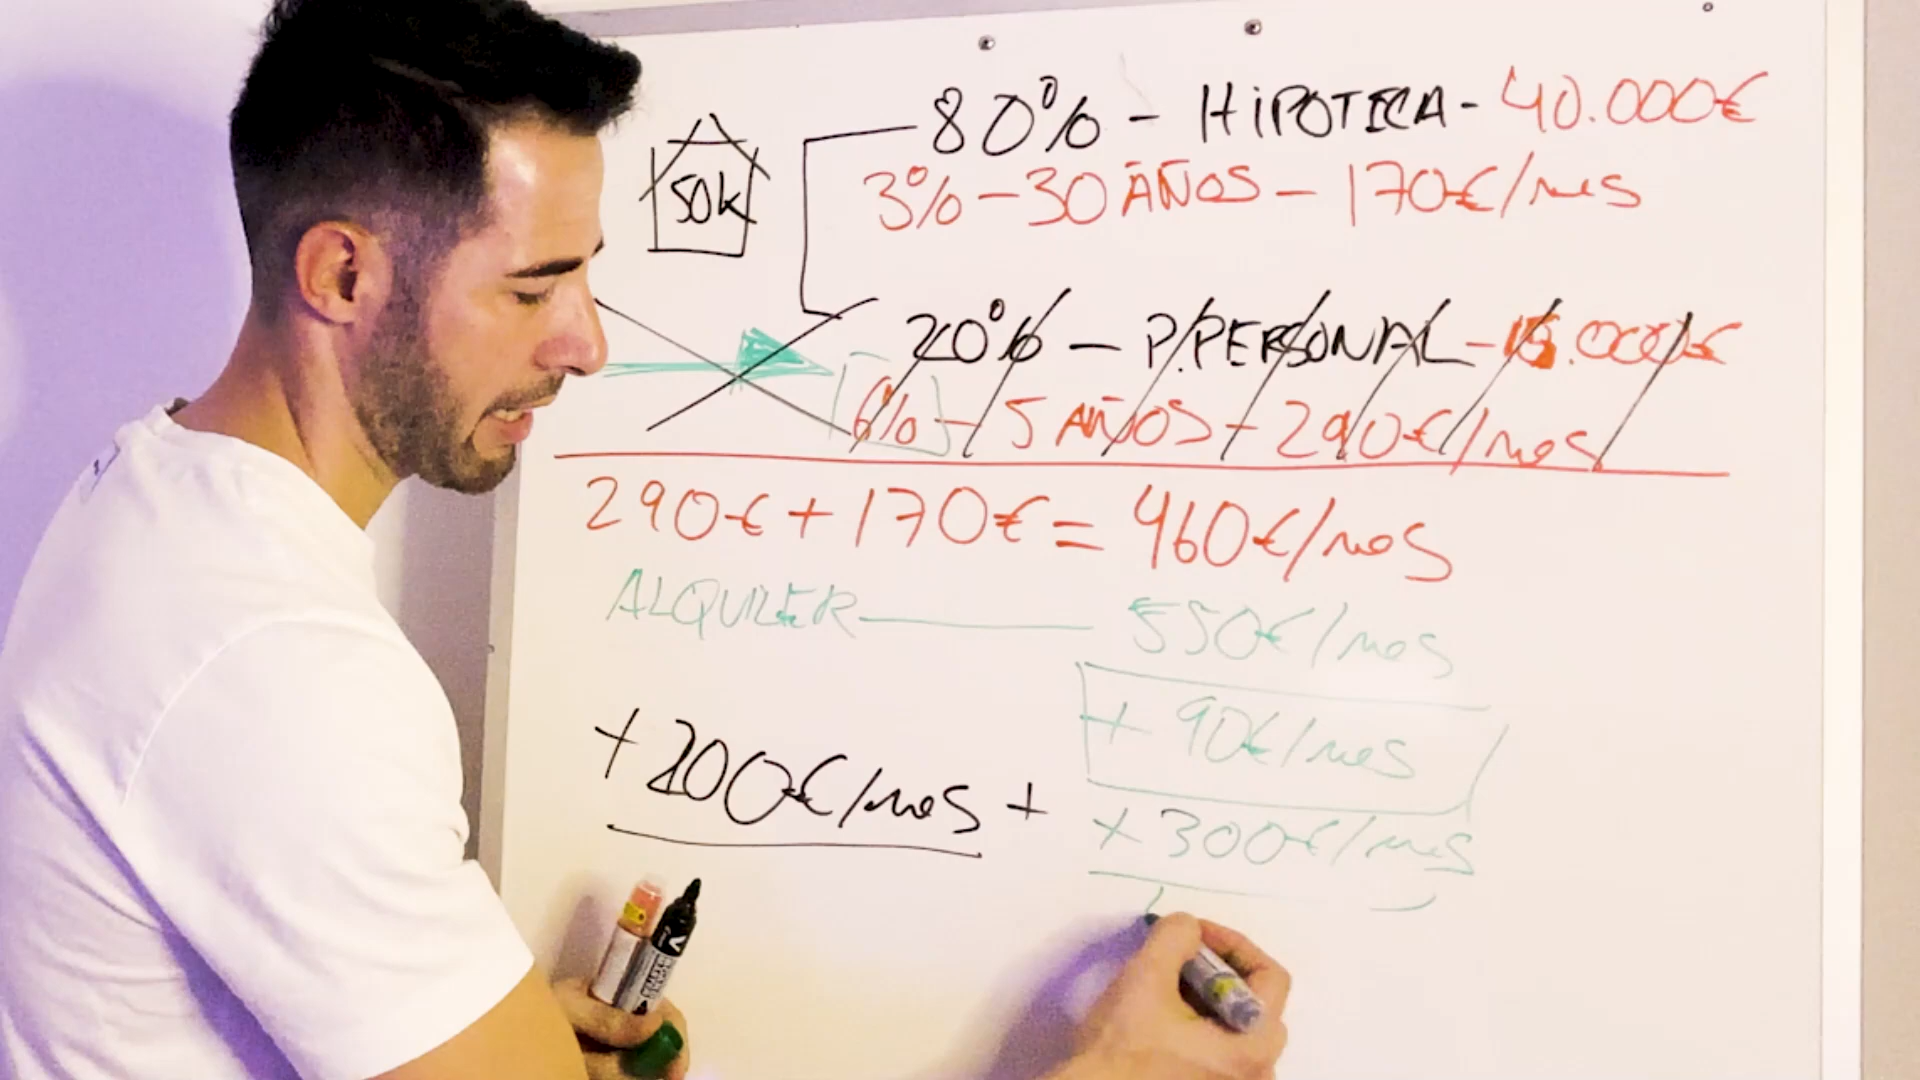 50k
80% - HiPOTECA - 40.000€
3% - 30 AÑOS - 170€/mes
20% - P.PERSONAL - 15.000€
6% - 5 AÑOS - 290€/mes
290€ + 170€ = 460€/mes
ALQUILER 550€/mes
+ 90€/mes
+ 200€/mes +
+ 300€/mes